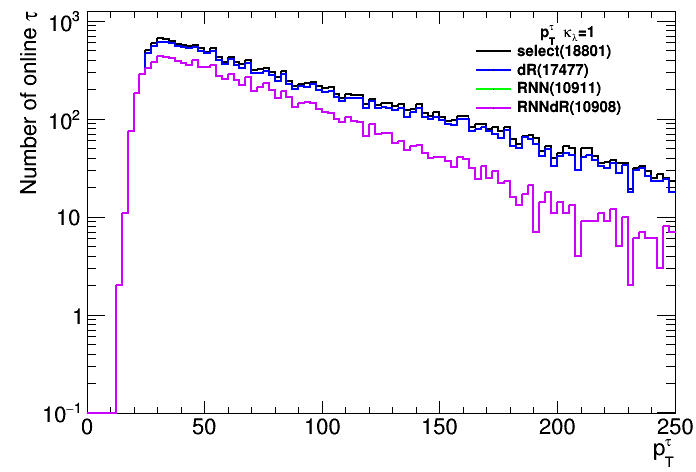 Number of online τ
10³
10²
10
1
10⁻¹
p_T^τ κ_λ=1
select(18801)
dR(17477)
RNN(10911)
RNNdR(10908)
0 50 100 150 200 250
p_T^τ